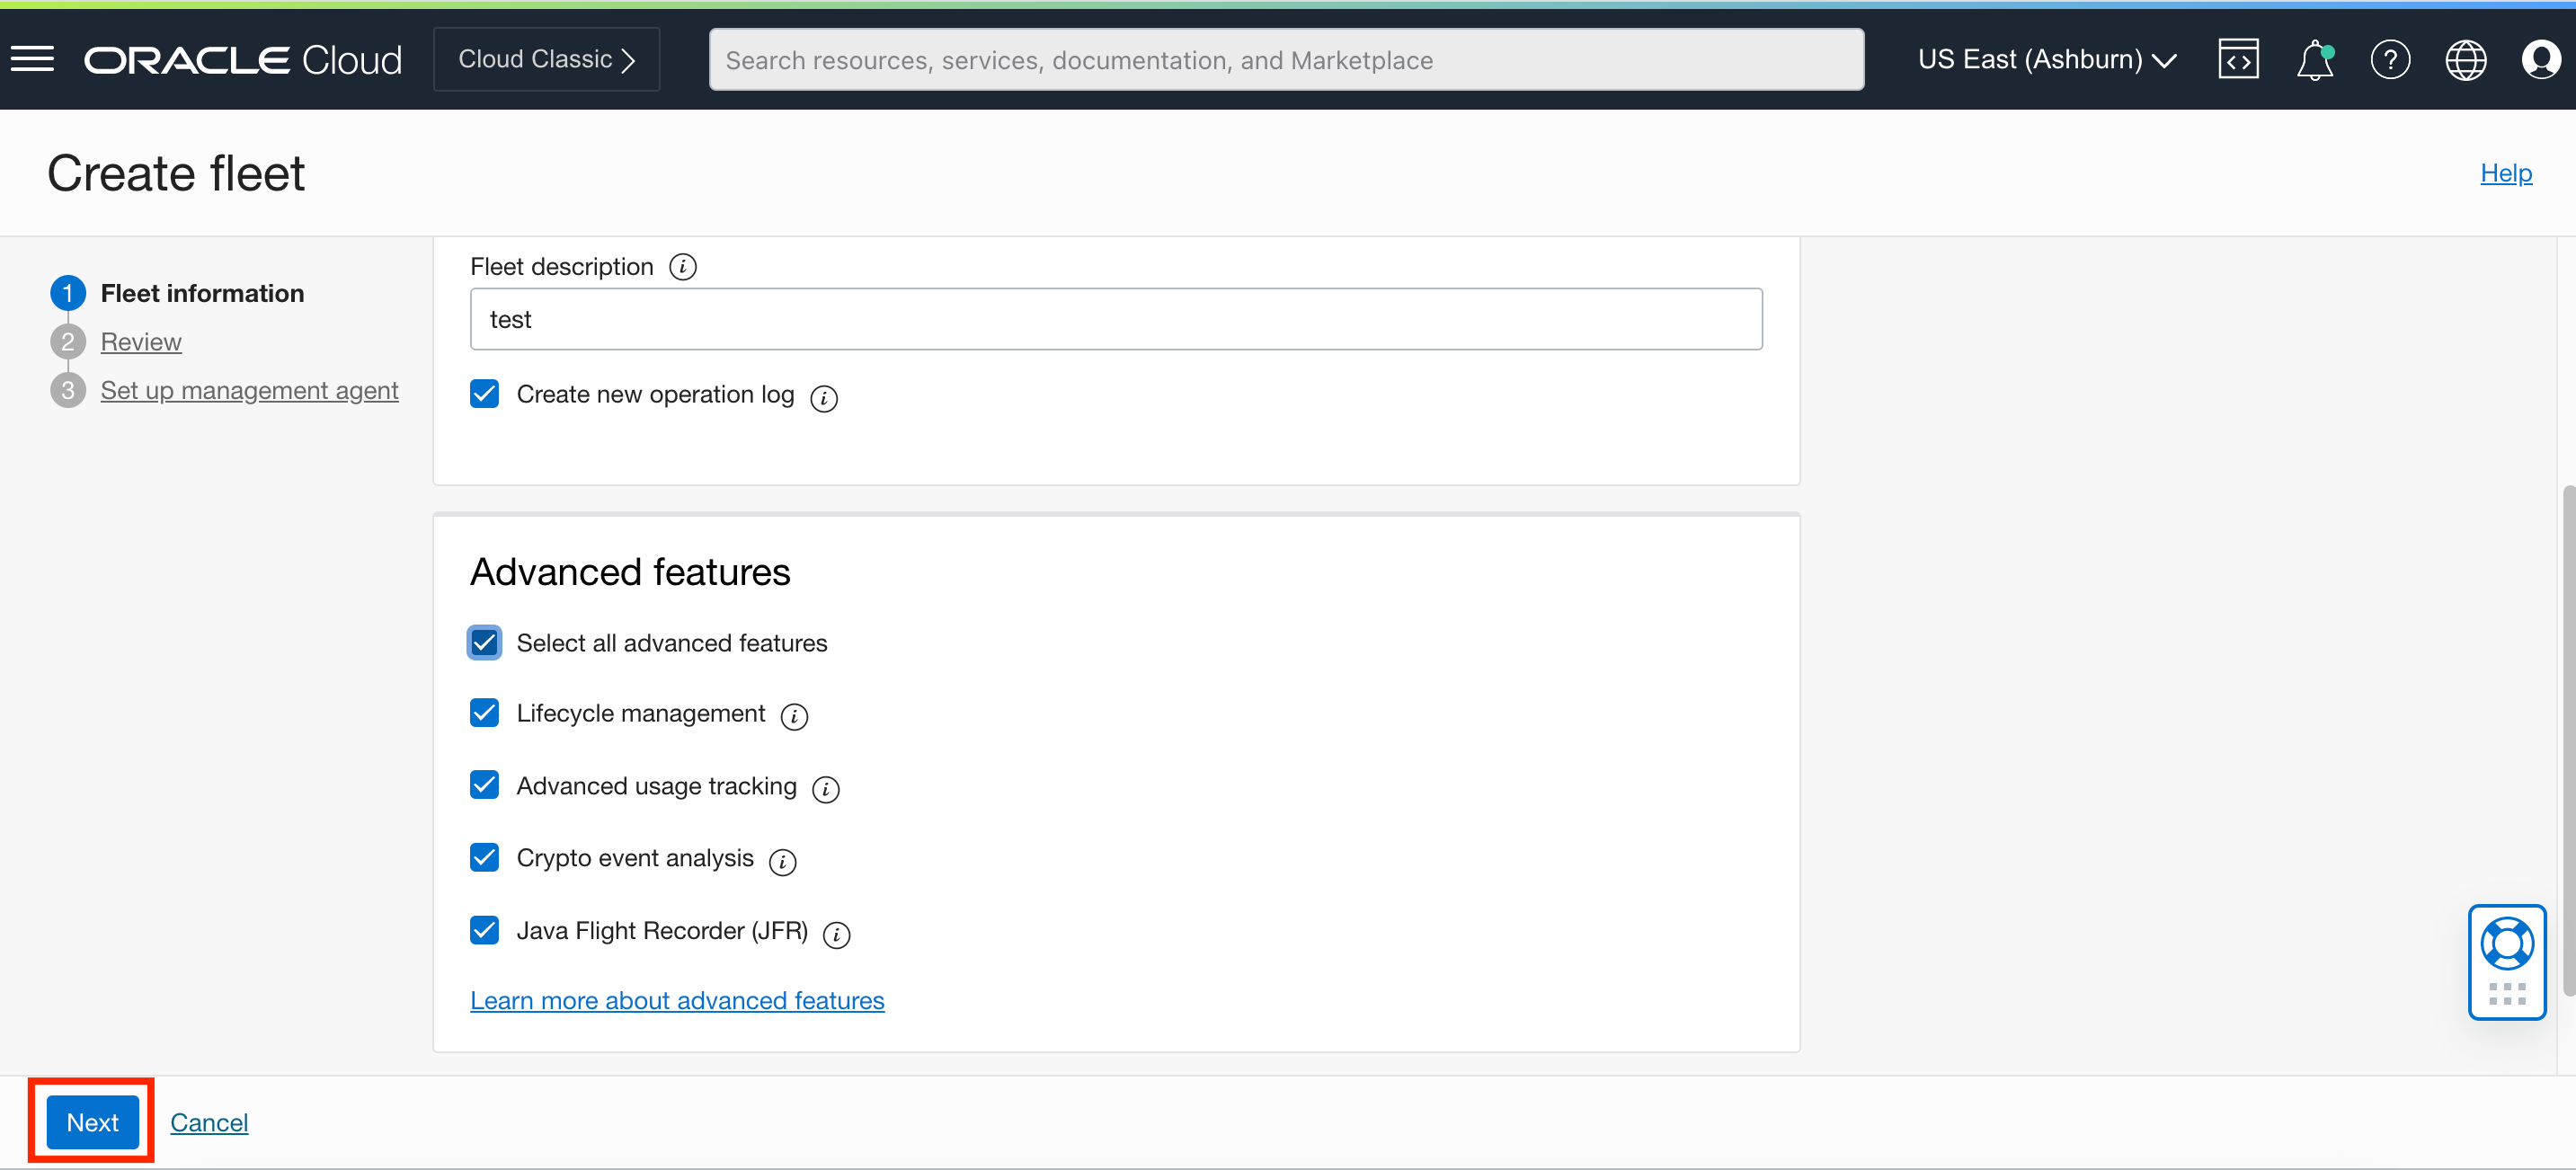 ORACLE Cloud
Cloud Classic
Search resources, services, documentation, and Marketplace
US East (Ashburn)
Create fleet
Help
1 Fleet information
2 Review
3 Set up management agent
Fleet description
test
Create new operation log
Advanced features
Select all advanced features
Lifecycle management
Advanced usage tracking
Crypto event analysis
Java Flight Recorder (JFR)
Learn more about advanced features
Next
Cancel